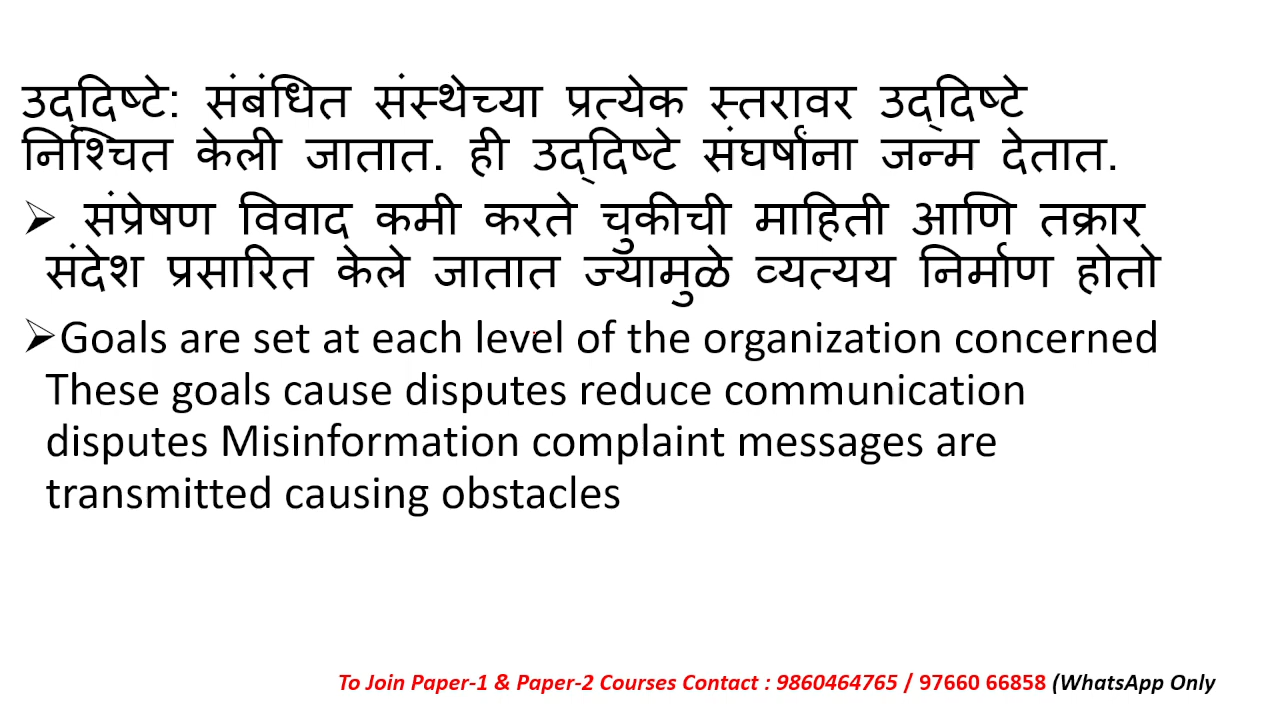 उद्दिष्टे: संबंधित संस्थेच्या प्रत्येक स्तरावर उद्दिष्टे
निश्चित केली जातात. ही उद्दिष्टे संघर्षांना जन्म देतात.
➢ संप्रेषण विवाद कमी करते चुकीची माहिती आणि तक्रार
संदेश प्रसारित केले जातात ज्यामुळे व्यत्यय निर्माण होतो
➢Goals are set at each level of the organization concerned
These goals cause disputes reduce communication
disputes Misinformation complaint messages are
transmitted causing obstacles
To Join Paper-1 & Paper-2 Courses Contact : 9860464765 / 97660 66858 (WhatsApp Only